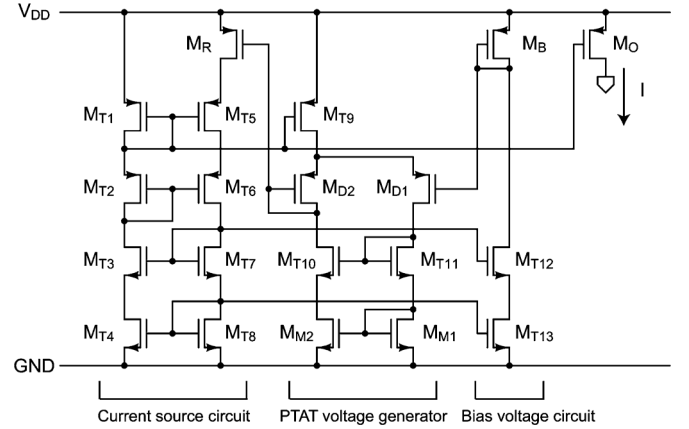 VDD
MR
MB
MO
I
MT1
MT5
MT9
MT2
MT6
MD2
MD1
MT3
MT7
MT10
MT11
MT12
MT4
MT8
MM2
MM1
MT13
GND
Current source circuit
PTAT voltage generator
Bias voltage circuit